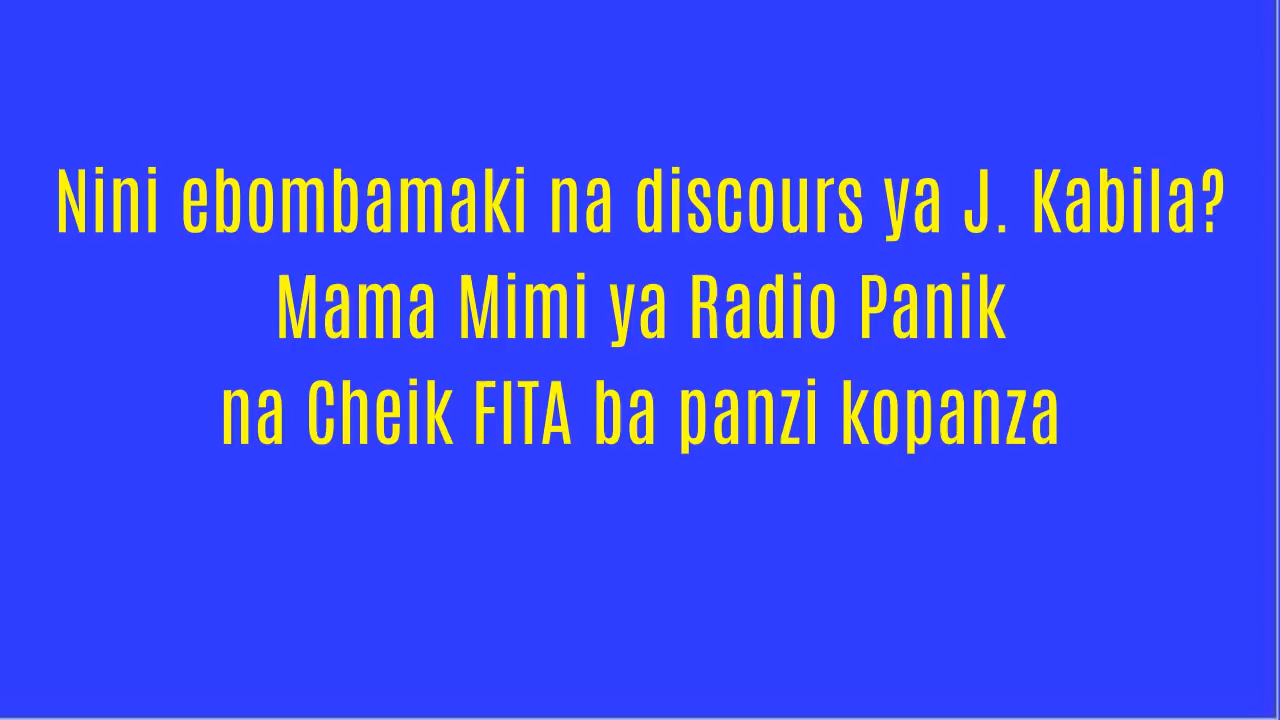 Nini ebombamaki na discours ya J. Kabila?
Mama Mimi ya Radio Panik
na Cheik FITA ba panzi kopanza